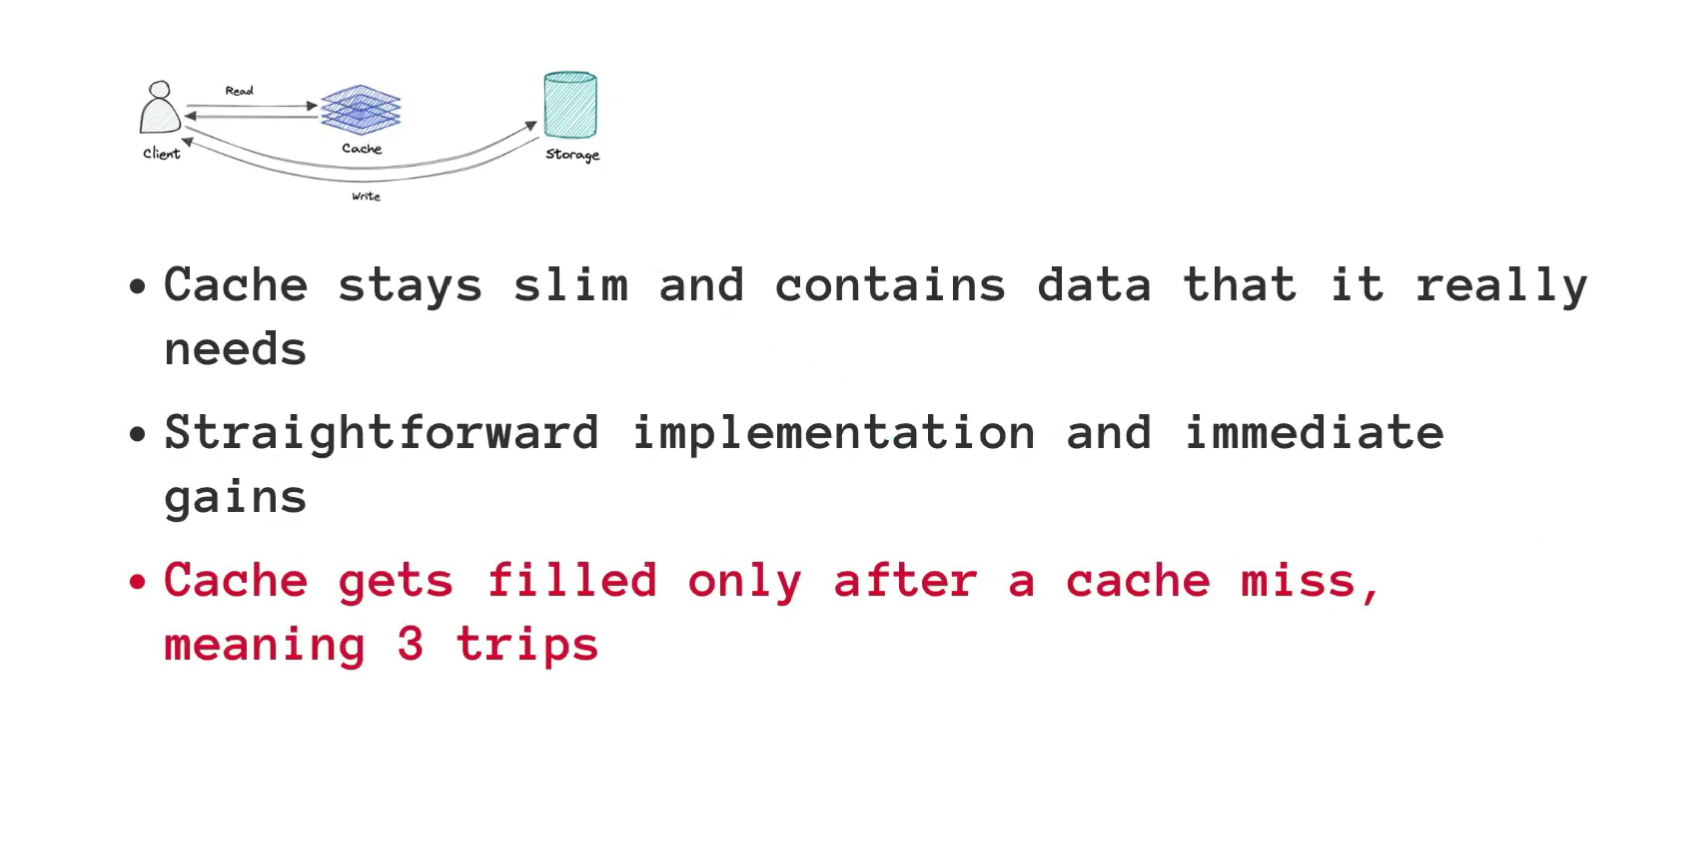 Read
Client
Cache
Storage
Write
• Cache stays slim and contains data that it really
needs
• Straightforward implementation and immediate
gains
• Cache gets filled only after a cache miss,
meaning 3 trips